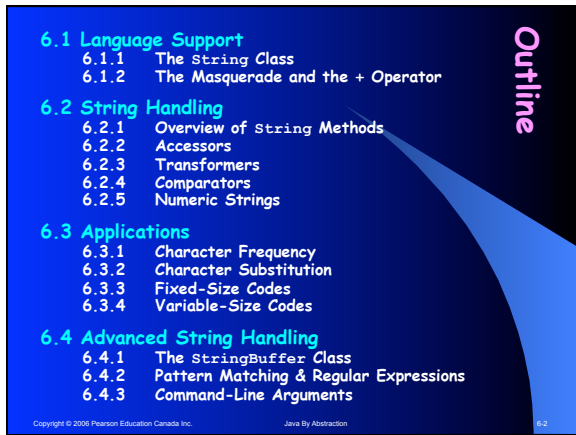 Outline
6.1 Language Support
6.1.1 The String Class
6.1.2 The Masquerade and the + Operator
6.2 String Handling
6.2.1 Overview of String Methods
6.2.2 Accessors
6.2.3 Transformers
6.2.4 Comparators
6.2.5 Numeric Strings
6.3 Applications
6.3.1 Character Frequency
6.3.2 Character Substitution
6.3.3 Fixed-Size Codes
6.3.4 Variable-Size Codes
6.4 Advanced String Handling
6.4.1 The StringBuffer Class
6.4.2 Pattern Matching & Regular Expressions
6.4.3 Command-Line Arguments
Copyright © 2006 Pearson Education Canada Inc. Java By Abstraction 6-2